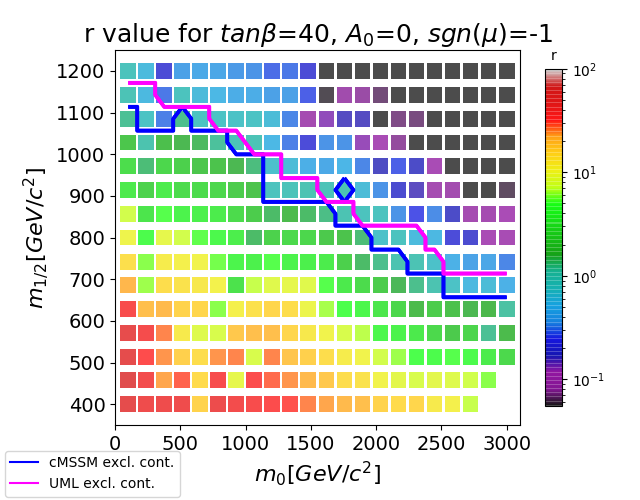 r value for tanβ=40, A₀=0, sgn(μ)=-1
r
10²
10¹
10⁰
10⁻¹
m₁/₂[GeV/c²]
1200
1100
1000
900
800
700
600
500
400
0 500 1000 1500 2000 2500 3000
m₀[GeV/c²]
cMSSM excl. cont.
UML excl. cont.